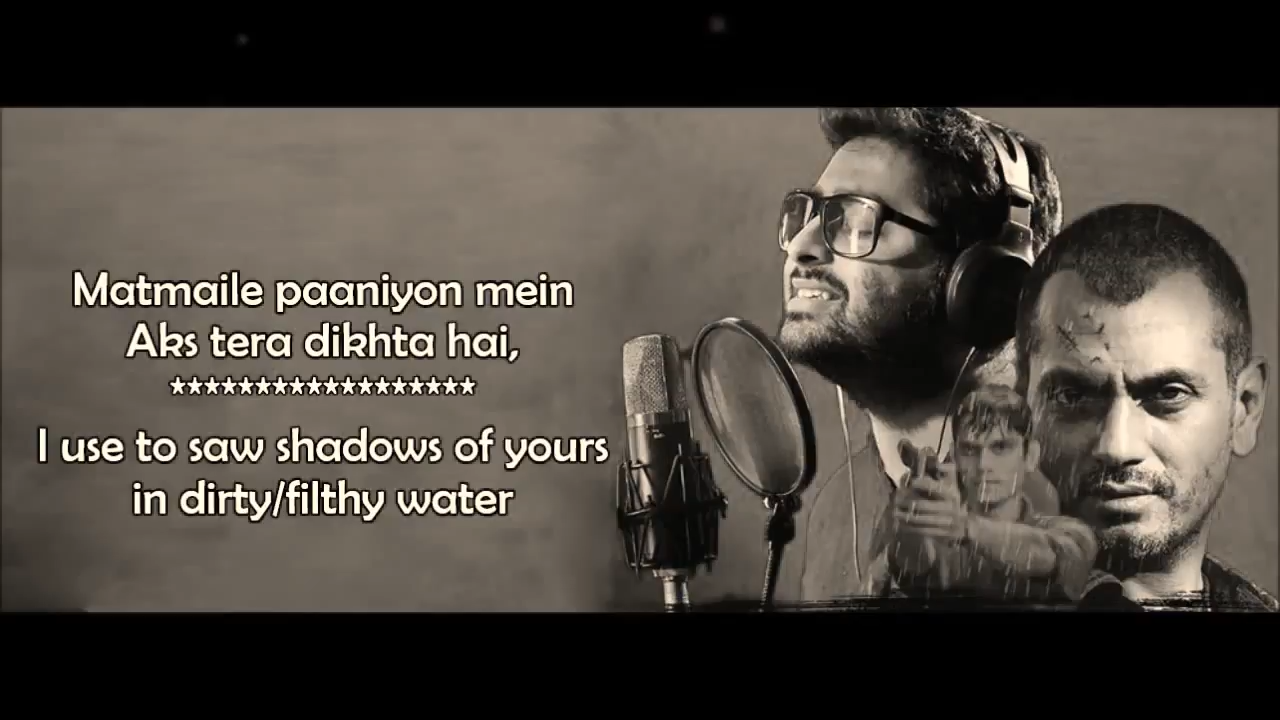 Matmaile paaniyon mein
Aks tera dikhta hai,
******************
I use to saw shadows of yours
in dirty/filthy water